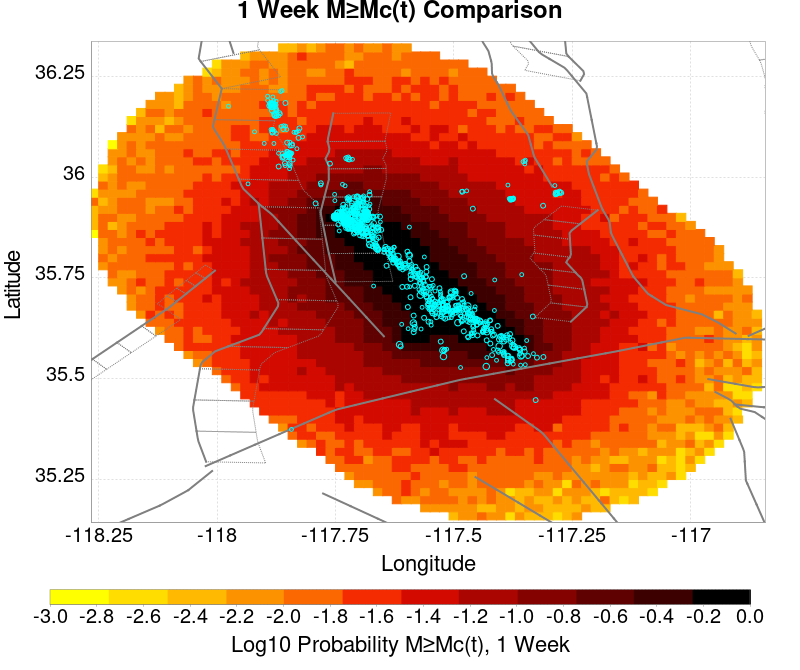 1 Week M≥Mc(t) Comparison
36.25
36
35.75
35.5
35.25
Latitude
-118.25 -118 -117.75 -117.5 -117.25 -117
Longitude
-3.0 -2.8 -2.6 -2.4 -2.2 -2.0 -1.8 -1.6 -1.4 -1.2 -1.0 -0.8 -0.6 -0.4 -0.2 0.0
Log10 Probability M≥Mc(t), 1 Week